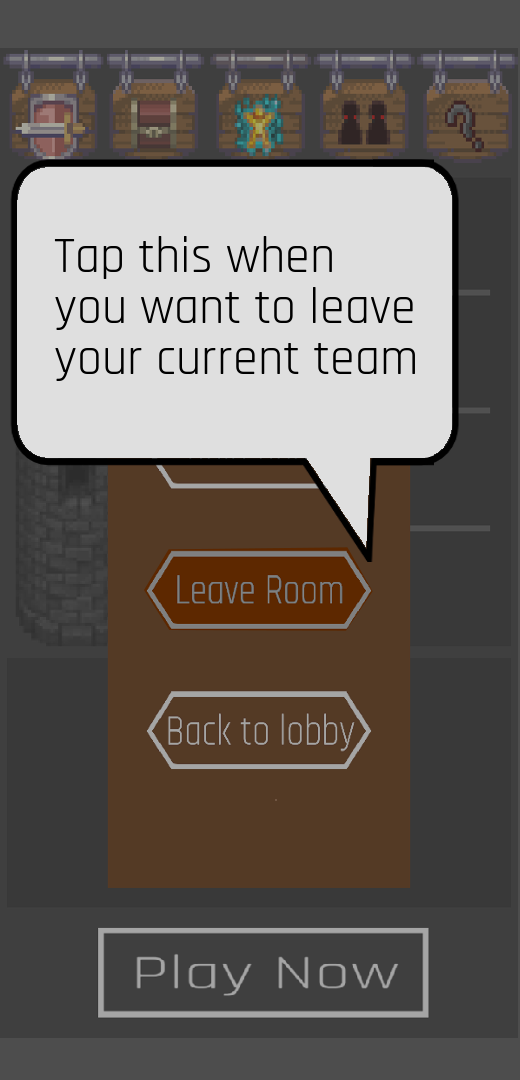 Tap this when
you want to leave
your current team
Leave Room
Back to lobby
Play Now